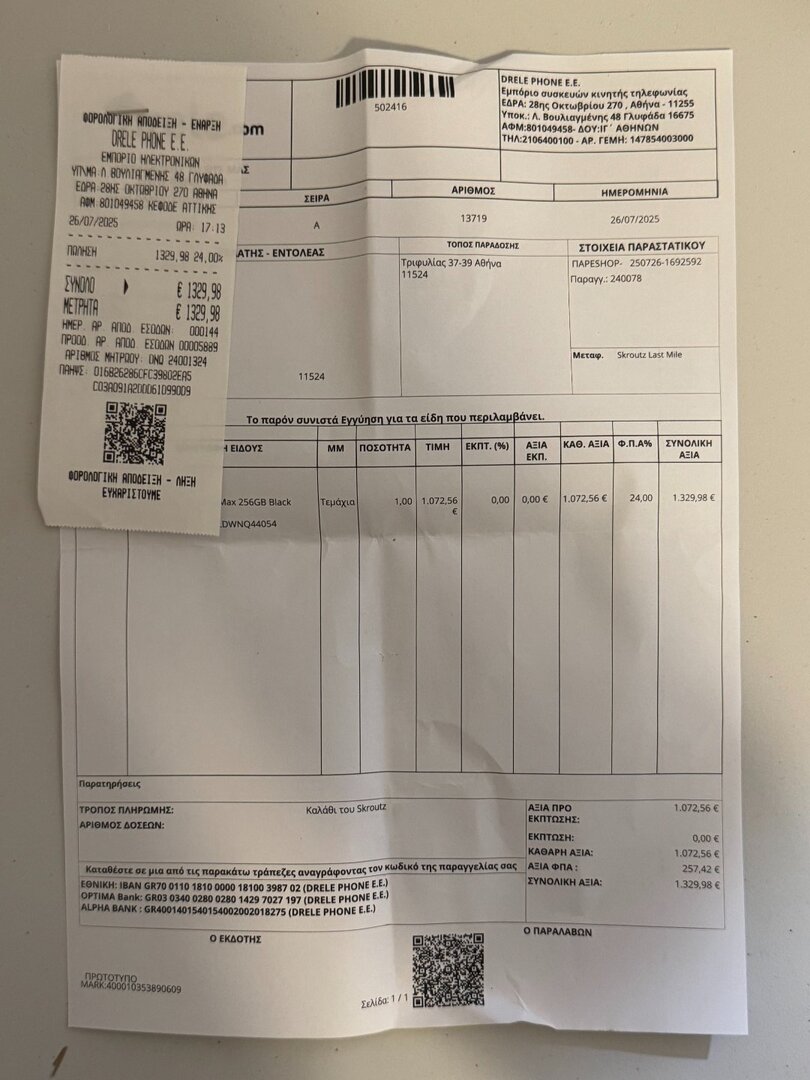 ΦΟΡΟΛΟΓΙΚΗ ΑΠΟΔΕΙΞΗ - ΕΝΑΡΞΗ
DRELE PHONE E.E.
ΕΜΠΟΡΙΟ ΗΛΕΚΤΡΟΝΙΚΩΝ
ΥΠ/ΜΑ Λ ΒΟΥΛΙΑΓΜΕΝΗΣ 48 ΓΛΥΦΑΔΑ
ΕΔΡΑ 28ΗΣ ΟΚΤΩΒΡΙΟΥ 270 ΑΘΗΝΑ
ΑΦΜ 801049458 ΚΕΦΟΔΕ ΑΤΤΙΚΗΣ
26/07/2025 ΩΡΑ: 17:13
ΠΩΛΗΣΗ 1329,98 24,00%
ΣΥΝΟΛΟ € 1329,98
ΜΕΤΡΗΤΑ € 1329,98
ΗΜΕΡ. ΑΡ. ΑΠΟΔ. ΕΣΟΔΩΝ: 000144
ΠΡΟΟΔ. ΑΡ. ΑΠΟΔ. ΕΣΟΔΩΝ 00005889
ΑΡΙΘΜΟΣ ΜΗΤΡΩΟΥ: 24001324
ΠΑΗΨΣ:
ΦΟΡΟΛΟΓΙΚΗ ΑΠΟΔΕΙΞΗ - ΛΗΞΗ
ΕΥΧΑΡΙΣΤΟΥΜΕ
om
502416
DRELE PHONE E.E.
Εμπόριο συσκευών κινητής τηλεφωνίας
ΕΔΡΑ: 28ης Οκτωβρίου 270 , Αθήνα - 11255
Υποκ.: Λ. Βουλιαγμένης 48 Γλυφάδα 16675
ΑΦΜ:801049458- ΔΟΥ:ΙΓ΄ ΑΘΗΝΩΝ
ΤΗΛ:2106400100 - ΑΡ. ΓΕΜΗ: 147854003000
ΑΣ
ΣΕΙΡΑ ΑΡΙΘΜΟΣ ΗΜΕΡΟΜΗΝΙΑ
Α 13719 26/07/2025
ΑΤΗΣ - ΕΝΤΟΛΕΑΣ ΤΟΠΟΣ ΠΑΡΑΔΟΣΗΣ ΣΤΟΙΧΕΙΑ ΠΑΡΑΣΤΑΤΙΚΟΥ
Τριφυλίας 37-39 Αθήνα ΠΑΡESHOP- 250726-1692592
11524 Παραγγ.: 240078
Μεταφ. Skroutz Last Mile
11524
Το παρόν συνιστά Εγγύηση για τα είδη που περιλαμβάνει.
Η ΕΙΔΟΥΣ ΜΜ ΠΟΣΟΤΗΤΑ ΤΙΜΗ ΕΚΠΤ. (%) ΑΞΙΑ ΕΚΠ. ΚΑΘ. ΑΞΙΑ Φ.Π.Α% ΣΥΝΟΛΙΚΗ ΑΞΙΑ
Max 256GB Black Τεμάχια 1,00 1.072,56 € 0,00 0,00 € 1.072,56 € 24,00 1.329,98 €
DWNQ44054
Παρατηρήσεις
ΤΡΟΠΟΣ ΠΛΗΡΩΜΗΣ: Καλάθι του Skroutz
ΑΡΙΘΜΟΣ ΔΟΣΕΩΝ:
ΑΞΙΑ ΠΡΟ ΕΚΠΤΩΣΗΣ: 1.072,56 €
ΕΚΠΤΩΣΗ: 0,00 €
ΚΑΘΑΡΗ ΑΞΙΑ: 1.072,56 €
ΑΞΙΑ ΦΠΑ : 257,42 €
ΣΥΝΟΛΙΚΗ ΑΞΙΑ: 1.329,98 €
Καταθέστε σε μια από τις παρακάτω τράπεζες αναγράφοντας τον κωδικό της παραγγελίας σας
ΕΘΝΙΚΗ: IBAN GR70 0110 1810 0000 18100 3987 02 (DRELE PHONE E.E.)
OPTIMA Bank: GR03 0340 0280 0280 1429 7027 197 (DRELE PHONE E.E.)
ALPHA BANK : GR4001401540154002002018275 (DRELE PHONE E.E.)
Ο ΕΚΔΟΤΗΣ Ο ΠΑΡΑΛΑΒΩΝ
ΠΡΩΤΟΤΥΠΟ
MARK:400010353890609
Σελίδα: 1 / 1